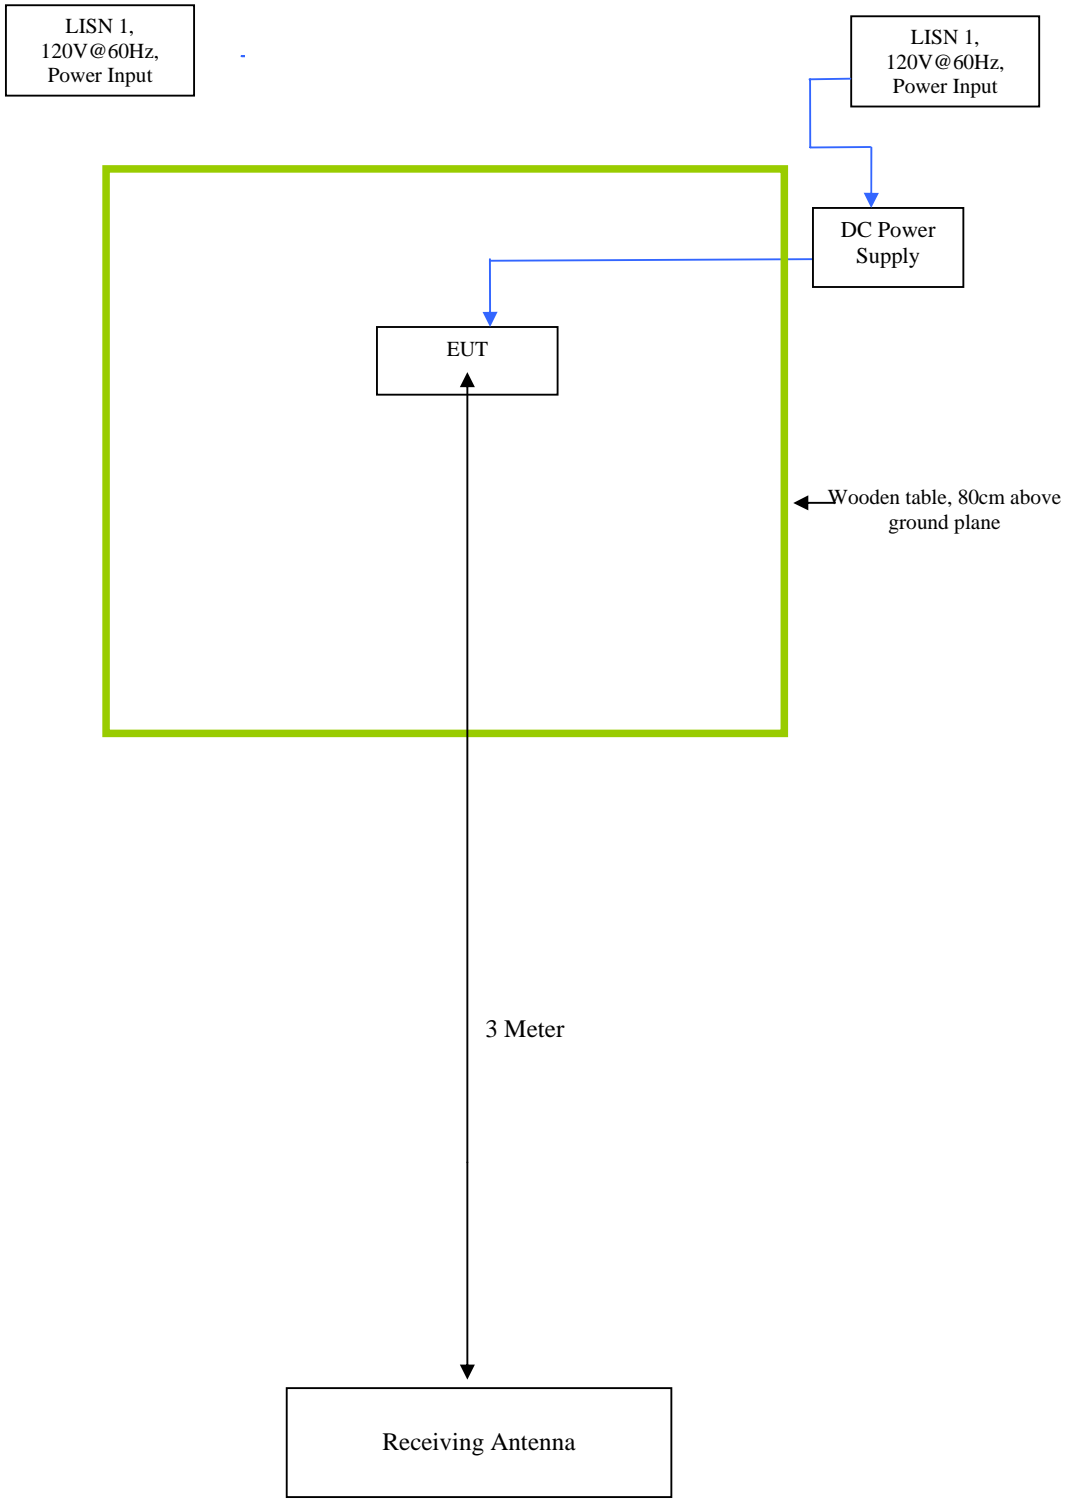 LISN 1,
120V@60Hz,
Power Input
LISN 1,
120V@60Hz,
Power Input
DC Power
Supply
EUT
Wooden table, 80cm above
ground plane
3 Meter
Receiving Antenna